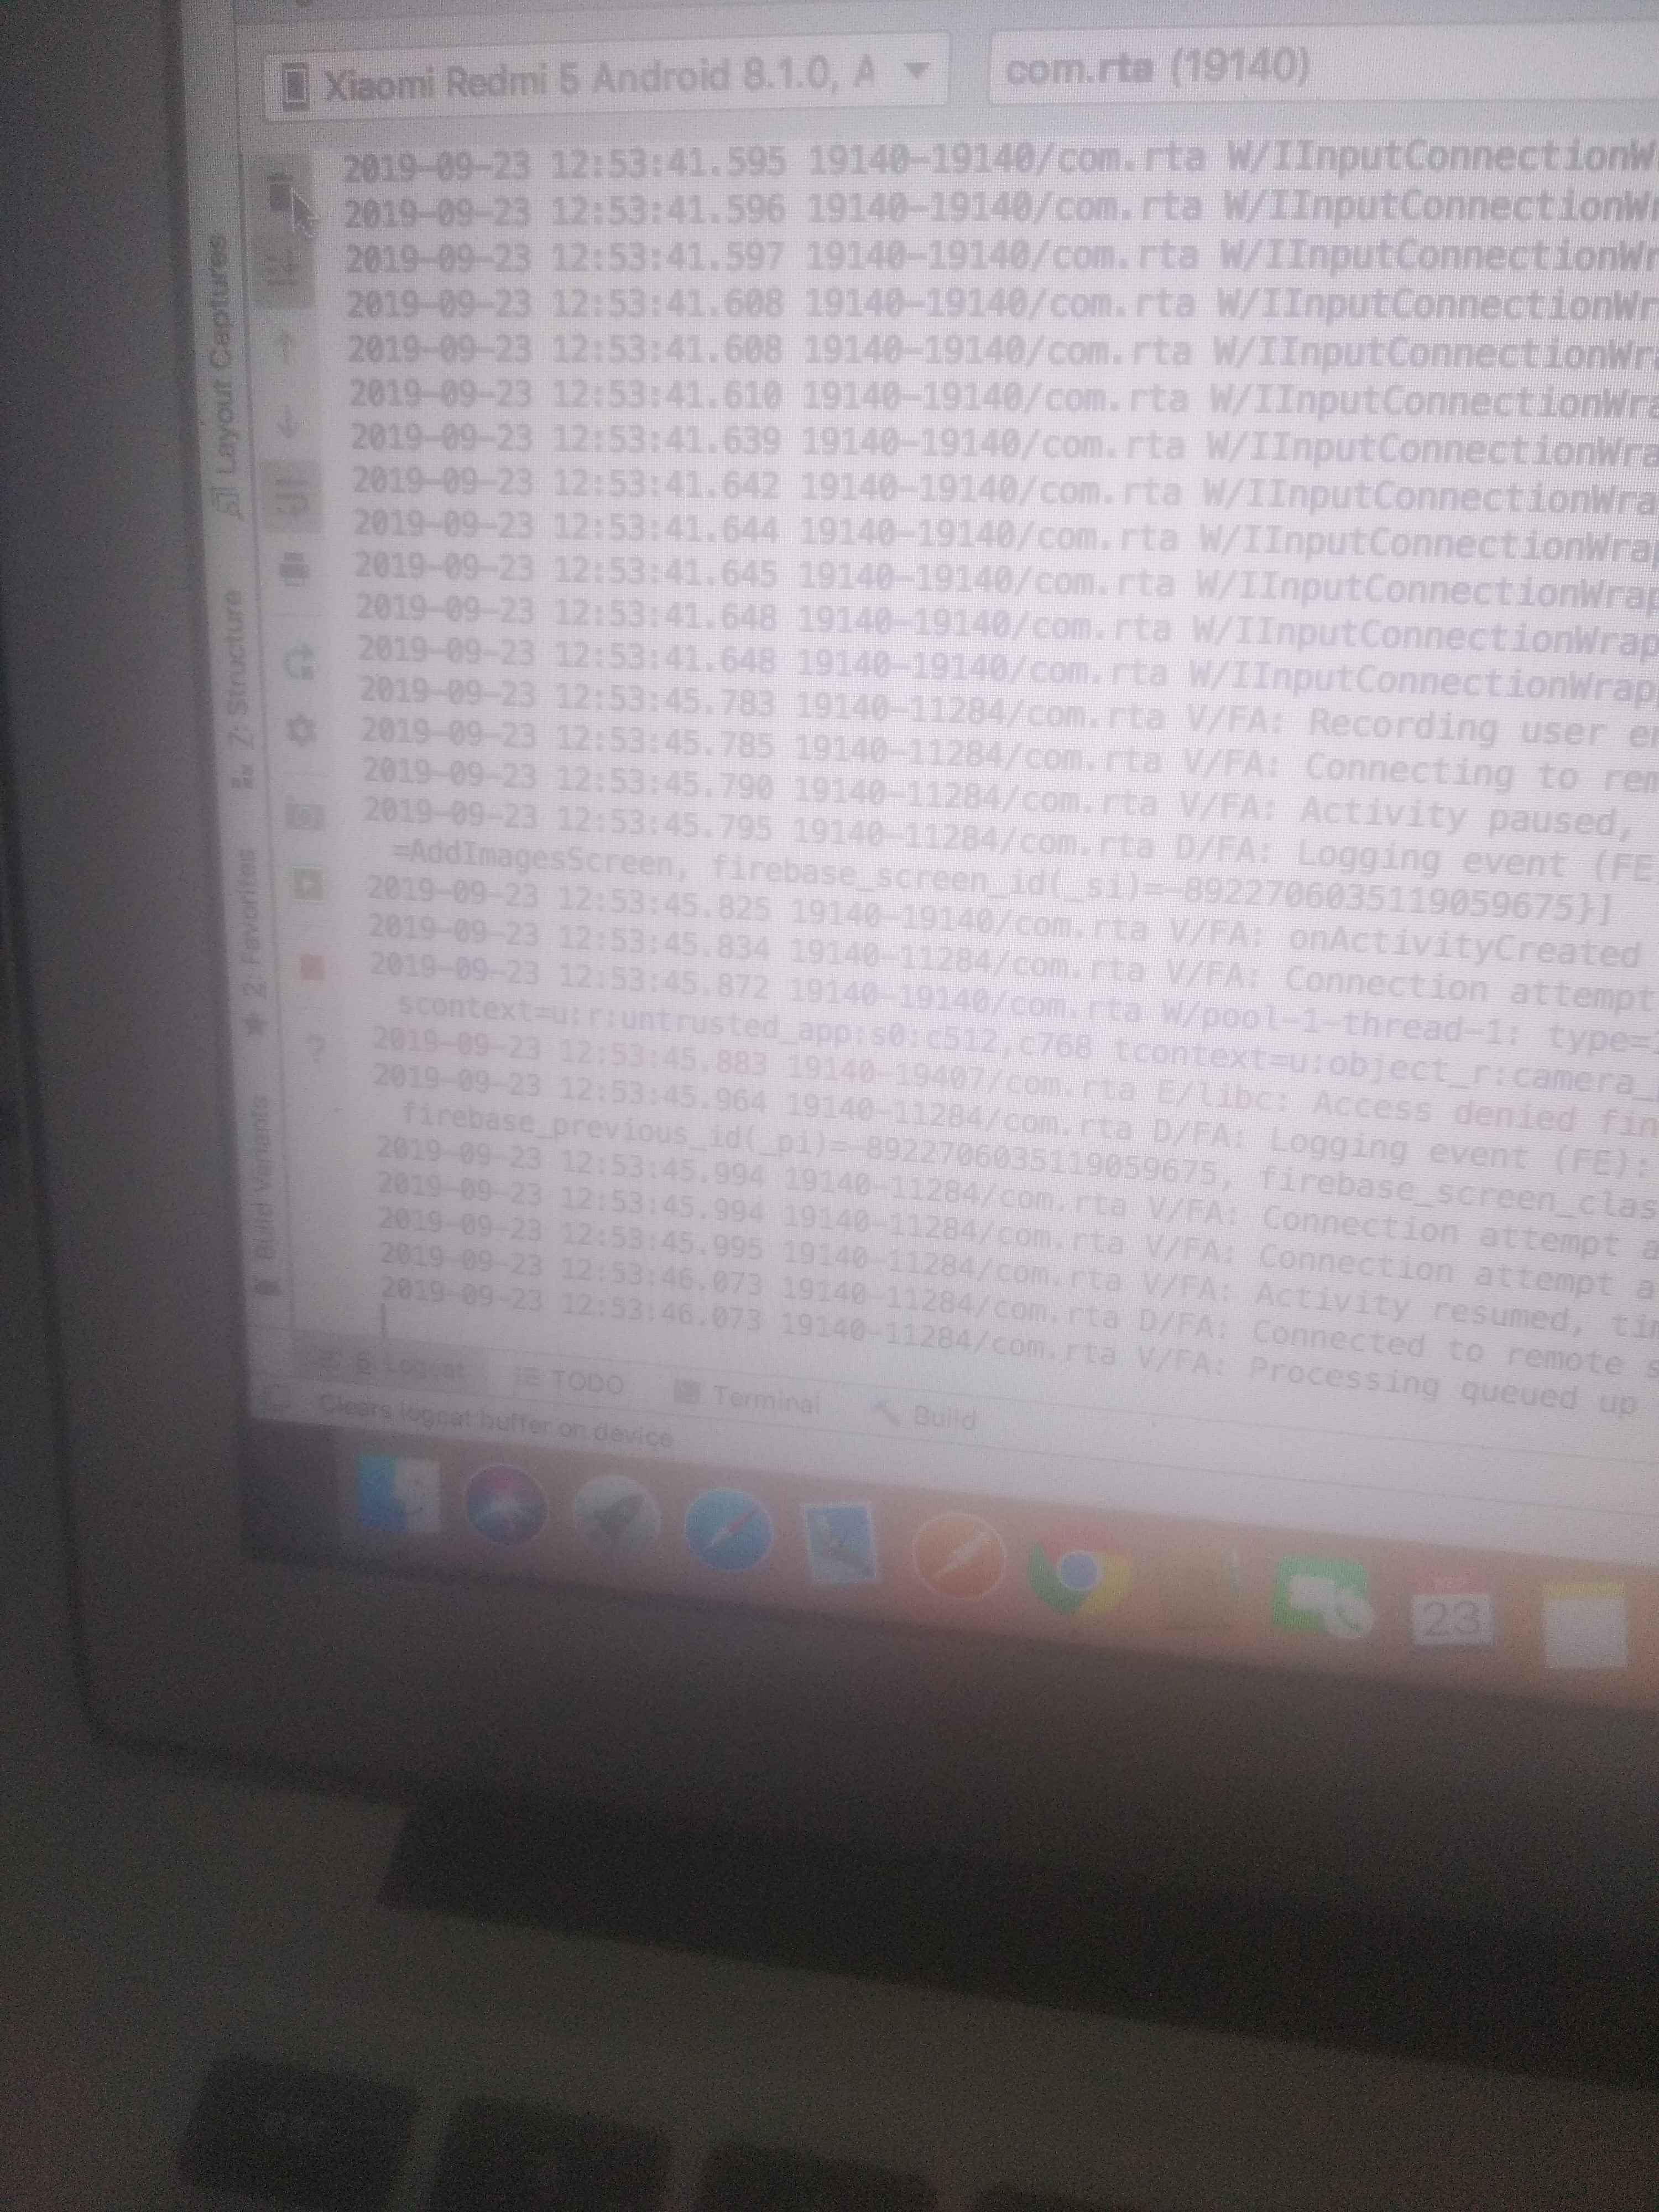 Xiaomi Redmi 5 Android 8.1.0, A
com.rta (19140)
2019-09-23 12:53:41.595 19140-19140/com.rta W/IInputConnectionW
2019-09-23 12:53:41.596 19140-19140/com.rta W/IInputConnectionWr
2019-09-23 12:53:41.597 19140-19140/com.rta W/IInputConnectionWr
2019-09-23 12:53:41.608 19140-19140/com.rta W/IInputConnectionWr
2019-09-23 12:53:41.608 19140-19140/com.rta W/IInputConnectionWra
2019-09-23 12:53:41.610 19140-19140/com.rta W/IInputConnectionWra
2019-09-23 12:53:41.639 19140-19140/com.rta W/IInputConnectionWra
2019-09-23 12:53:41.642 19140-19140/com.rta W/IInputConnectionWra
2019-09-23 12:53:41.644 19140-19140/com.rta W/IInputConnectionWrap
2019-09-23 12:53:41.645 19140-19140/com.rta W/IInputConnectionWrap
2019-09-23 12:53:41.648 19140-19140/com.rta W/IInputConnectionWrap
2019-09-23 12:53:41.648 19140-19140/com.rta W/IInputConnectionWrapp
2019-09-23 12:53:45.783 19140-11284/com.rta V/FA: Recording user en
2019-09-23 12:53:45.785 19140-11284/com.rta V/FA: Connecting to rem
2019-09-23 12:53:45.790 19140-11284/com.rta V/FA: Activity paused,
2019-09-23 12:53:45.795 19140-11284/com.rta D/FA: Logging event (FE
=AddImagesScreen, firebase_screen_id(_si)=-8922706035119059675}]
2019-09-23 12:53:45.825 19140-19140/com.rta V/FA: onActivityCreated
2019-09-23 12:53:45.834 19140-11284/com.rta V/FA: Connection attempt
2019-09-23 12:53:45.872 19140-19140/com.rta W/pool-1-thread-1: type=1
scontext=u:r:untrusted_app:s0:c512,c768 tcontext=u:object_r:camera_
2019-09-23 12:53:45.883 19140-19407/com.rta E/libc: Access denied fin
2019-09-23 12:53:45.964 19140-11284/com.rta D/FA: Logging event (FE):
firebase_previous_id(_pi)=-8922706035119059675, firebase_screen_clas
2019-09-23 12:53:45.994 19140-11284/com.rta V/FA: Connection attempt a
2019-09-23 12:53:45.994 19140-11284/com.rta V/FA: Connection attempt a
2019-09-23 12:53:45.995 19140-11284/com.rta V/FA: Activity resumed, tim
2019-09-23 12:53:46.073 19140-11284/com.rta D/FA: Connected to remote s
2019-09-23 12:53:46.073 19140-11284/com.rta V/FA: Processing queued up
Layout Captures
7: Structure
2: Favorites
Build Variants
6: Logcat
TODO
Terminal
Build
Clears logcat buffer on device
23